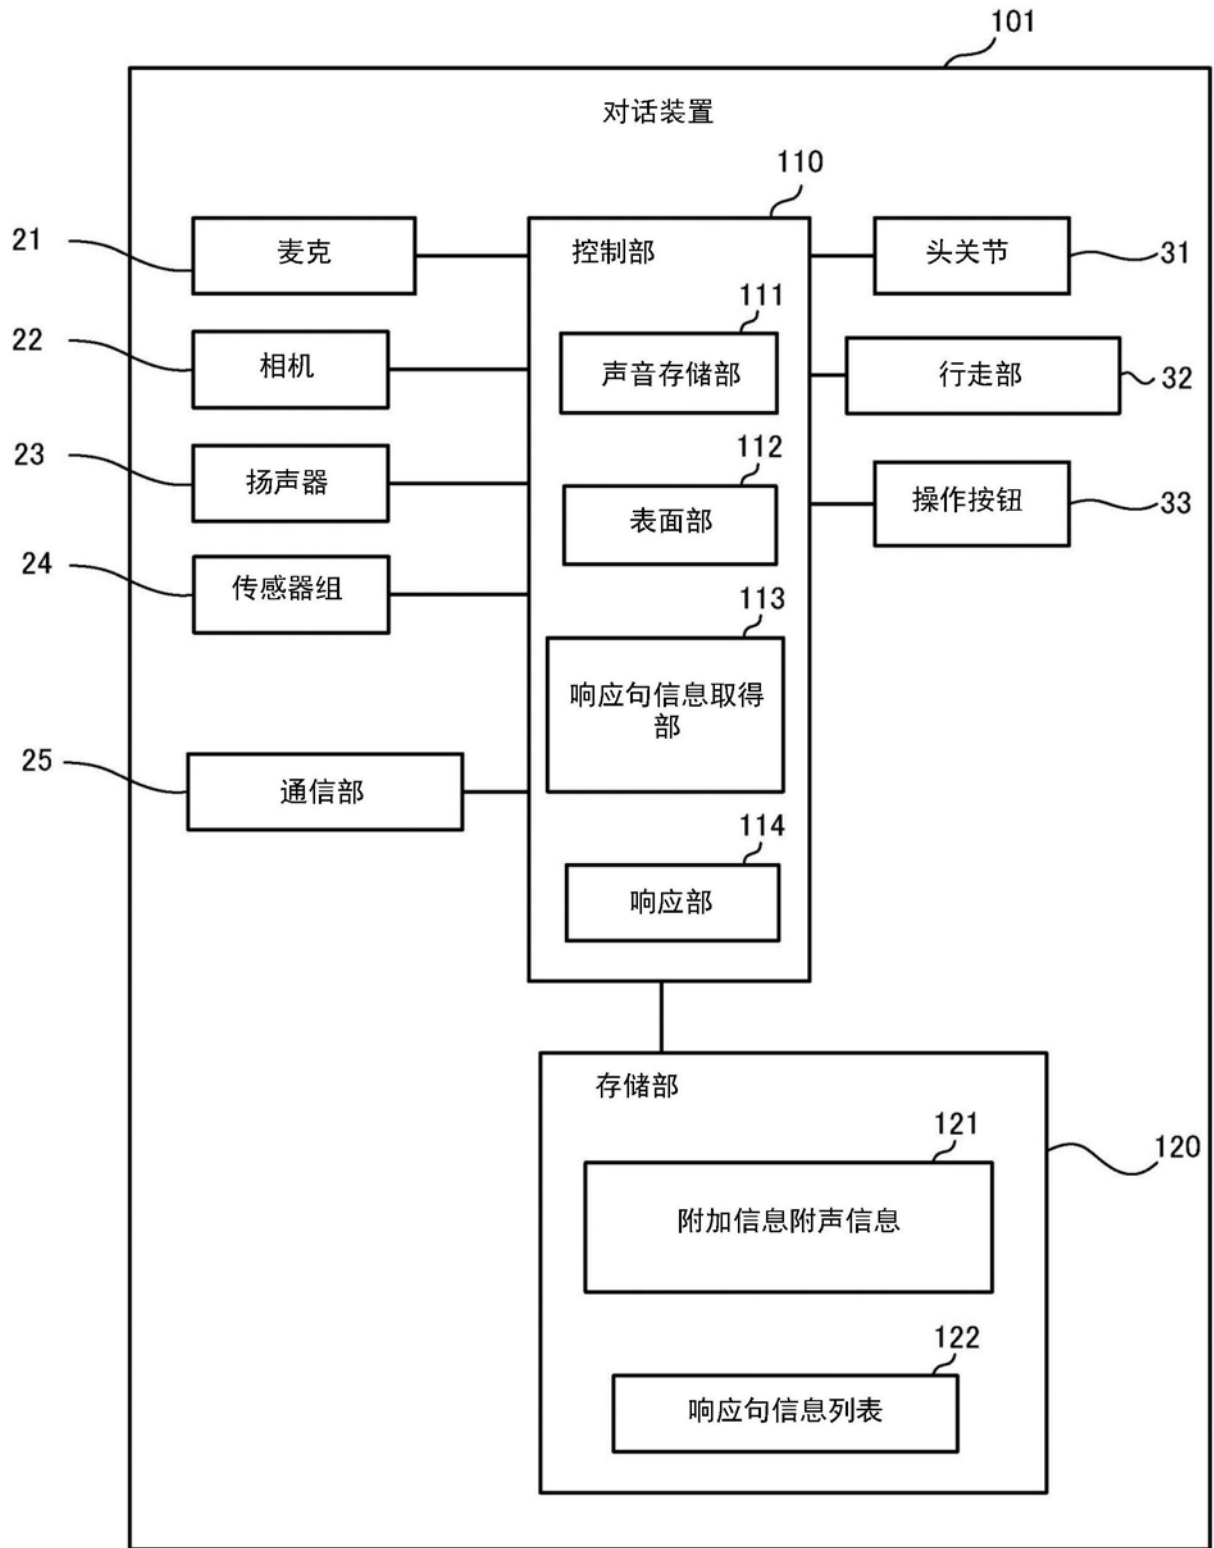 101
对话装置
110
21
麦克
控制部
头关节
31
111
22
相机
声音存储部
行走部
32
23
扬声器
112
表面部
操作按钮
33
24
传感器组
113
响应句信息取得
部
25
通信部
114
响应部
存储部
121
120
附加信息附声信息
122
响应句信息列表